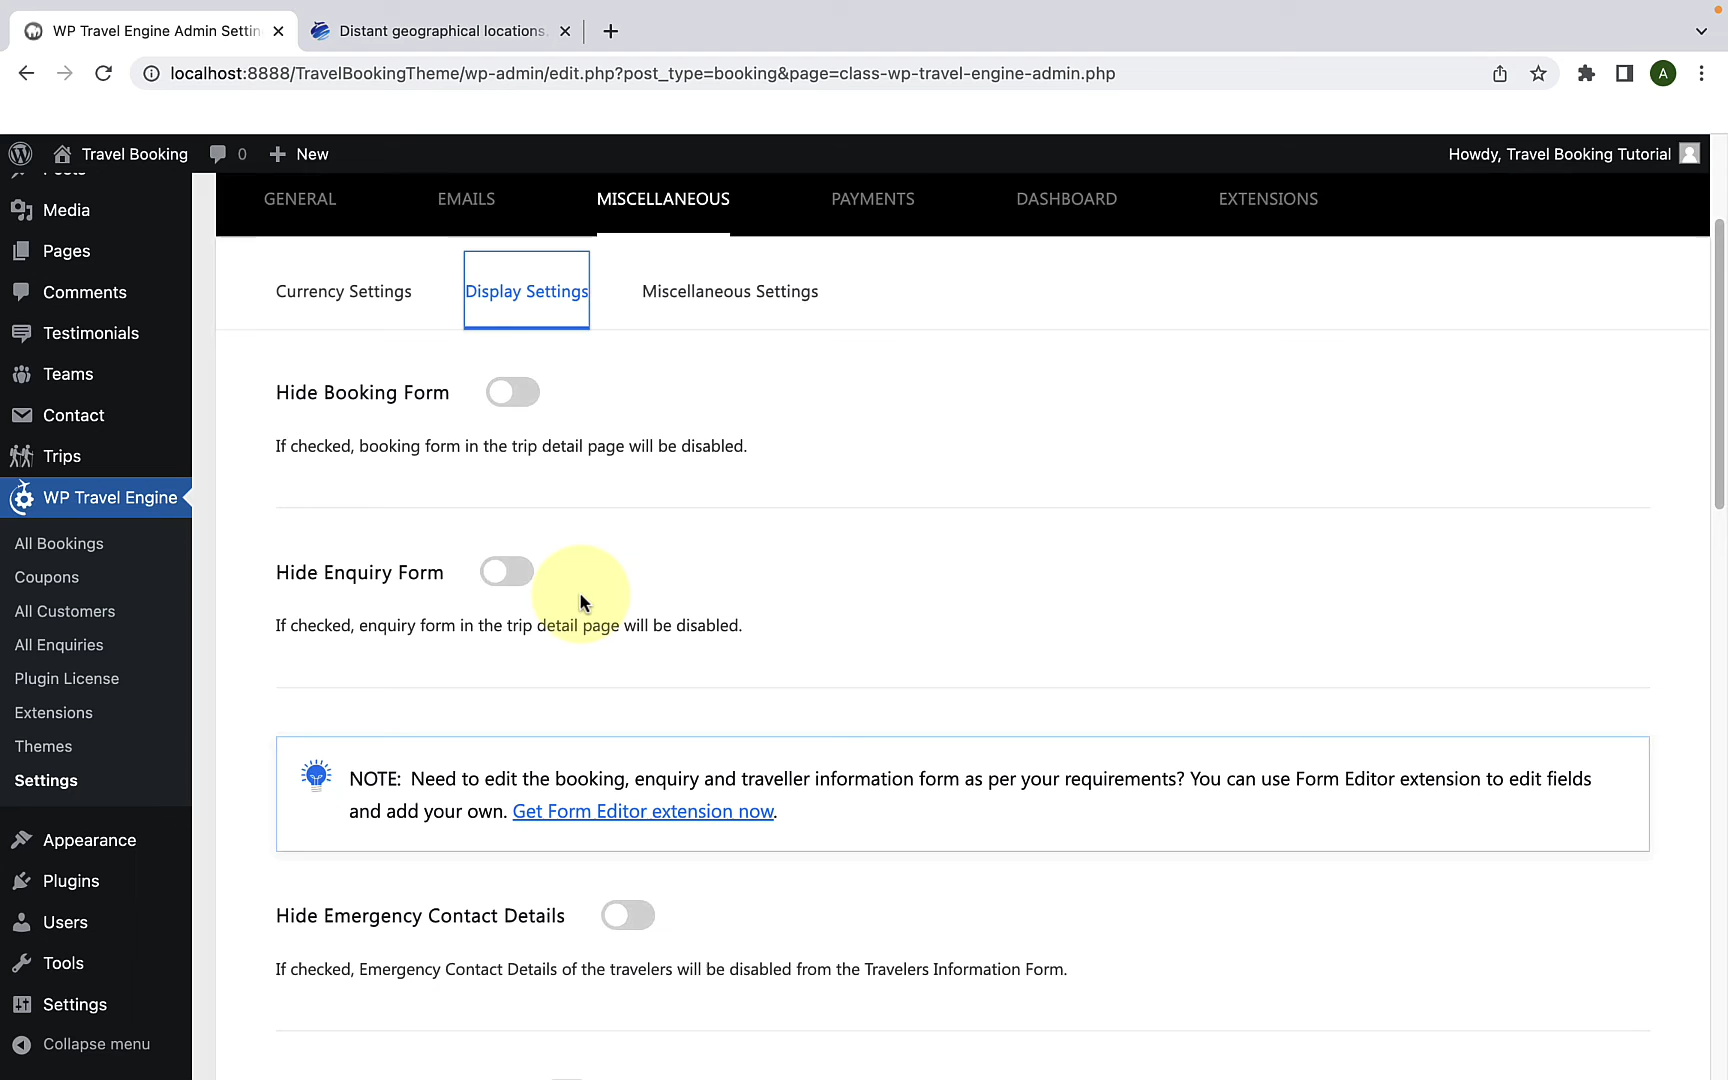 WP Travel Engine Admin Settin
Distant geographical locations,
localhost:8888/TravelBookingTheme/wp-admin/edit.php?post_type=booking&page=class-wp-travel-engine-admin.php
A
Travel Booking
0
New
Howdy, Travel Booking Tutorial
Posts
Media
Pages
Comments
Testimonials
Teams
Contact
Trips
WP Travel Engine
All Bookings
Coupons
All Customers
All Enquiries
Plugin License
Extensions
Themes
Settings
Appearance
Plugins
Users
Tools
Settings
Collapse menu
GENERAL
EMAILS
MISCELLANEOUS
PAYMENTS
DASHBOARD
EXTENSIONS
Currency Settings
Display Settings
Miscellaneous Settings
Hide Booking Form
If checked, booking form in the trip detail page will be disabled.
Hide Enquiry Form
If checked, enquiry form in the trip detail page will be disabled.
NOTE: Need to edit the booking, enquiry and traveller information form as per your requirements? You can use Form Editor extension to edit fields
and add your own. Get Form Editor extension now.
Hide Emergency Contact Details
If checked, Emergency Contact Details of the travelers will be disabled from the Travelers Information Form.